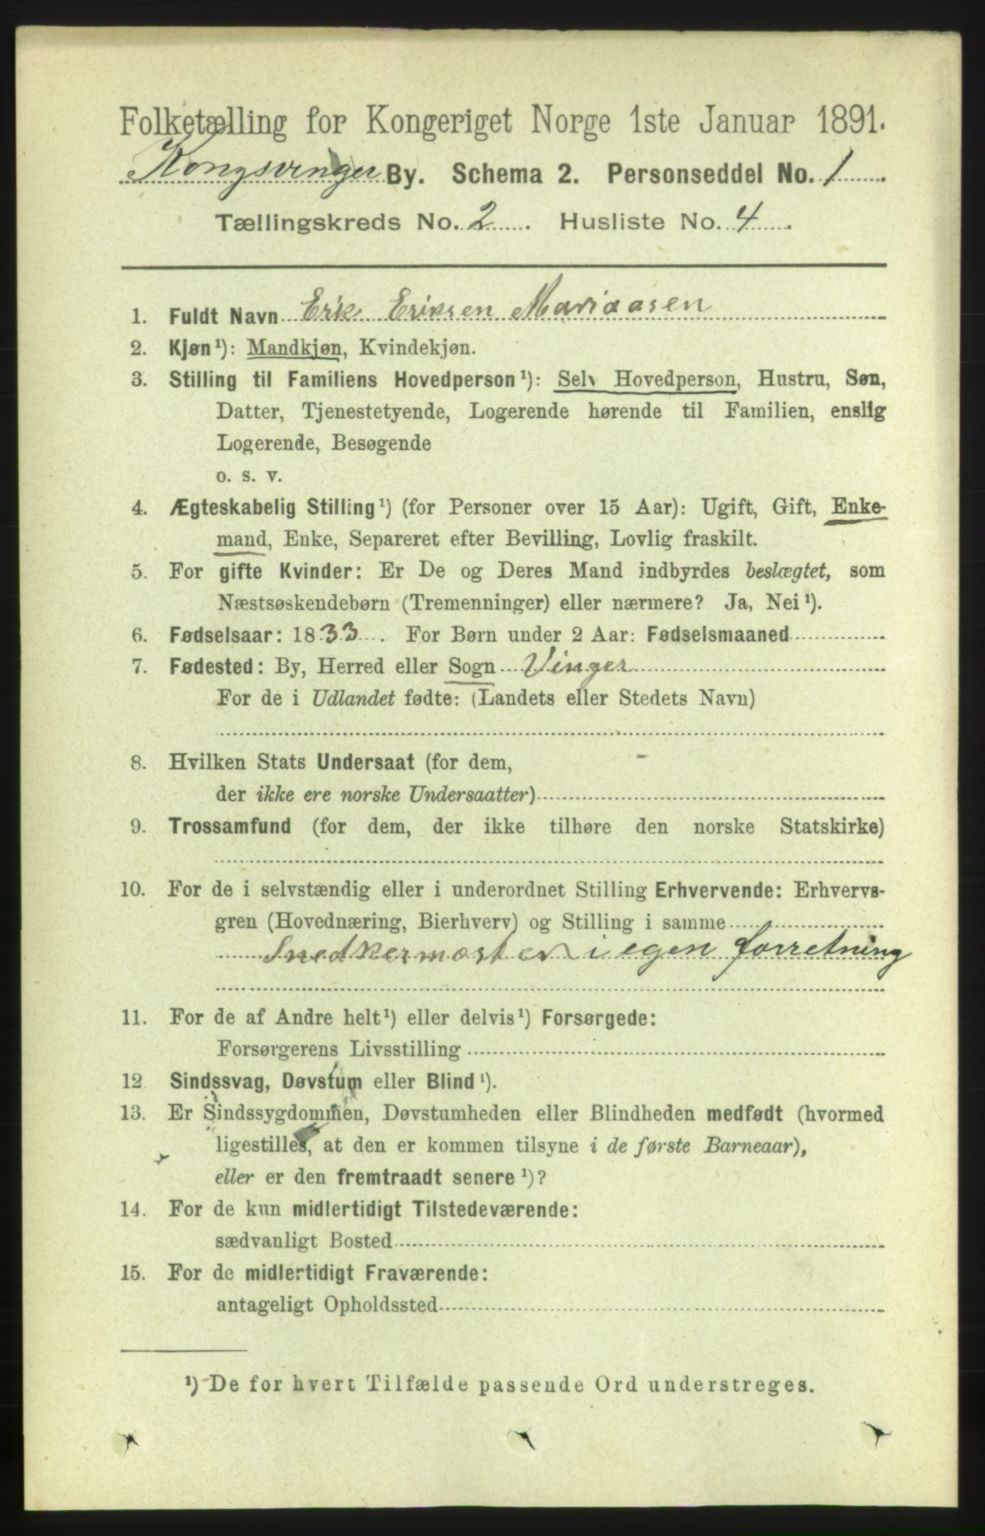 Folketælling for Kongeriget Norge 1ste Januar 1891.
Kongsvinger By. Schema 2. Personseddel No. 1
Tællingskreds No. 2. Husliste No. 4.
1. Fuldt Navn Erik Eriksen Mariaasen
2. Kjøn¹): Mandkjøn, Kvindekjøn.
3. Stilling til Familiens Hovedperson¹): Selv Hovedperson, Hustru, Søn,
Datter, Tjenestetyende, Logerende hørende til Familien, enslig
Logerende, Besøgende
o. s. v.
4. Ægteskabelig Stilling¹) (for Personer over 15 Aar): Ugift, Gift, Enke-
mand, Enke, Separeret efter Bevilling, Lovlig fraskilt.
5. For gifte Kvinder: Er De og Deres Mand indbyrdes beslægtet, som
Næstsøskendebørn (Tremenninger) eller nærmere? Ja, Nei¹).
6. Fødselsaar: 1833. For Børn under 2 Aar: Fødselsmaaned
7. Fødested: By, Herred eller Sogn Vinger
For de i Udlandet fødte: (Landets eller Stedets Navn)
8. Hvilken Stats Undersaat (for dem,
der ikke ere norske Undersaatter)
9. Trossamfund (for dem, der ikke tilhøre den norske Statskirke)
10. For de i selvstændig eller i underordnet Stilling Erhvervende: Erhvervs-
gren (Hovednæring, Bierhverv) og Stilling i samme
Snedkermæster i egen forretning
11. For de af Andre helt¹) eller delvis¹) Forsørgede:
Forsørgerens Livsstilling
12 Sindssvag, Døvstum eller Blind¹).
13. Er Sindssygdommen, Døvstumheden eller Blindheden medfødt (hvormed
ligestilles, at den er kommen tilsyne i de første Barneaar),
eller er den fremtraadt senere¹)?
14. For de kun midlertidigt Tilstedeværende:
sædvanligt Bosted
15. For de midlertidigt Fraværende:
antageligt Opholdssted
¹) De for hvert Tilfælde passende Ord understreges.